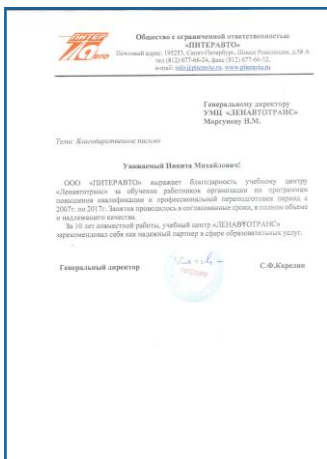 ПИТЕР
Авто
Общество с ограниченной ответственностью
«ПИТЕРАВТО»
Почтовый адрес: 195253, Санкт-Петербург, Шоссе Революции, д.58 А
тел (812) 677-66-24, факс (812) 677-66-52,
e-mail: info@piteravto.ru, www.piteravto.ru
Генеральному директору
УМЦ «ЛЕНАВТОТРАНС»
Моргунову Н.М.
Тема: Благодарственное письмо
Уважаемый Никита Михайлович!
ООО «ПИТЕРАВТО» выражает благодарность учебному центру
«Ленавтотранс» за обучение работников организации по программам
повышения квалификации и профессиональной переподготовки период с
2007г. по 2017г. Занятия проводилось в согласованные сроки, в полном объеме
и надлежащего качества.
За 10 лет совместной работы, учебный центр «ЛЕНАВТОТРАНС»
зарекомендовал себя как надежный партнер в сфере образовательных услуг.
Генеральный директор
С.Ф.Карелин